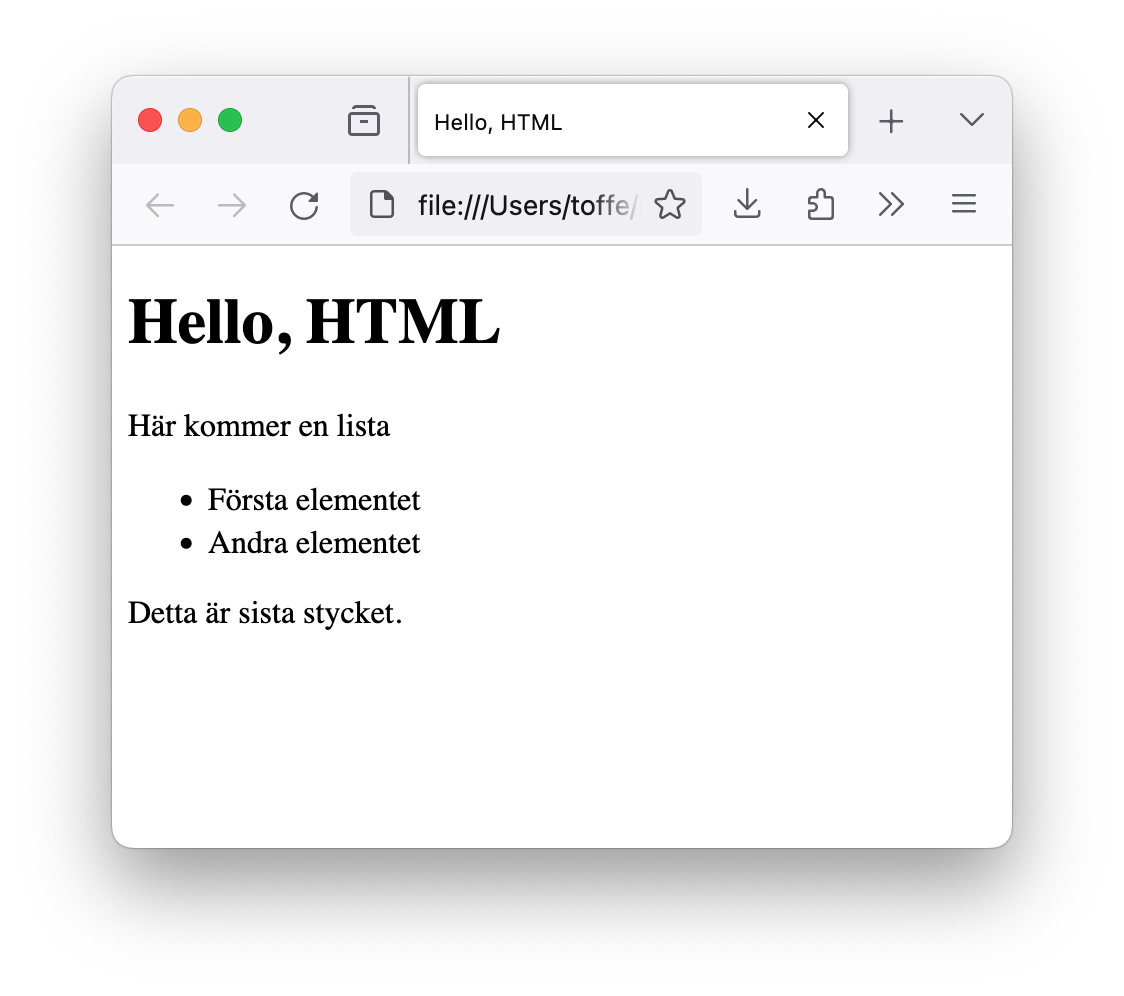 Hello, HTML
file:///Users/toffe/
Hello, HTML
Här kommer en lista
• Första elementet
• Andra elementet
Detta är sista stycket.